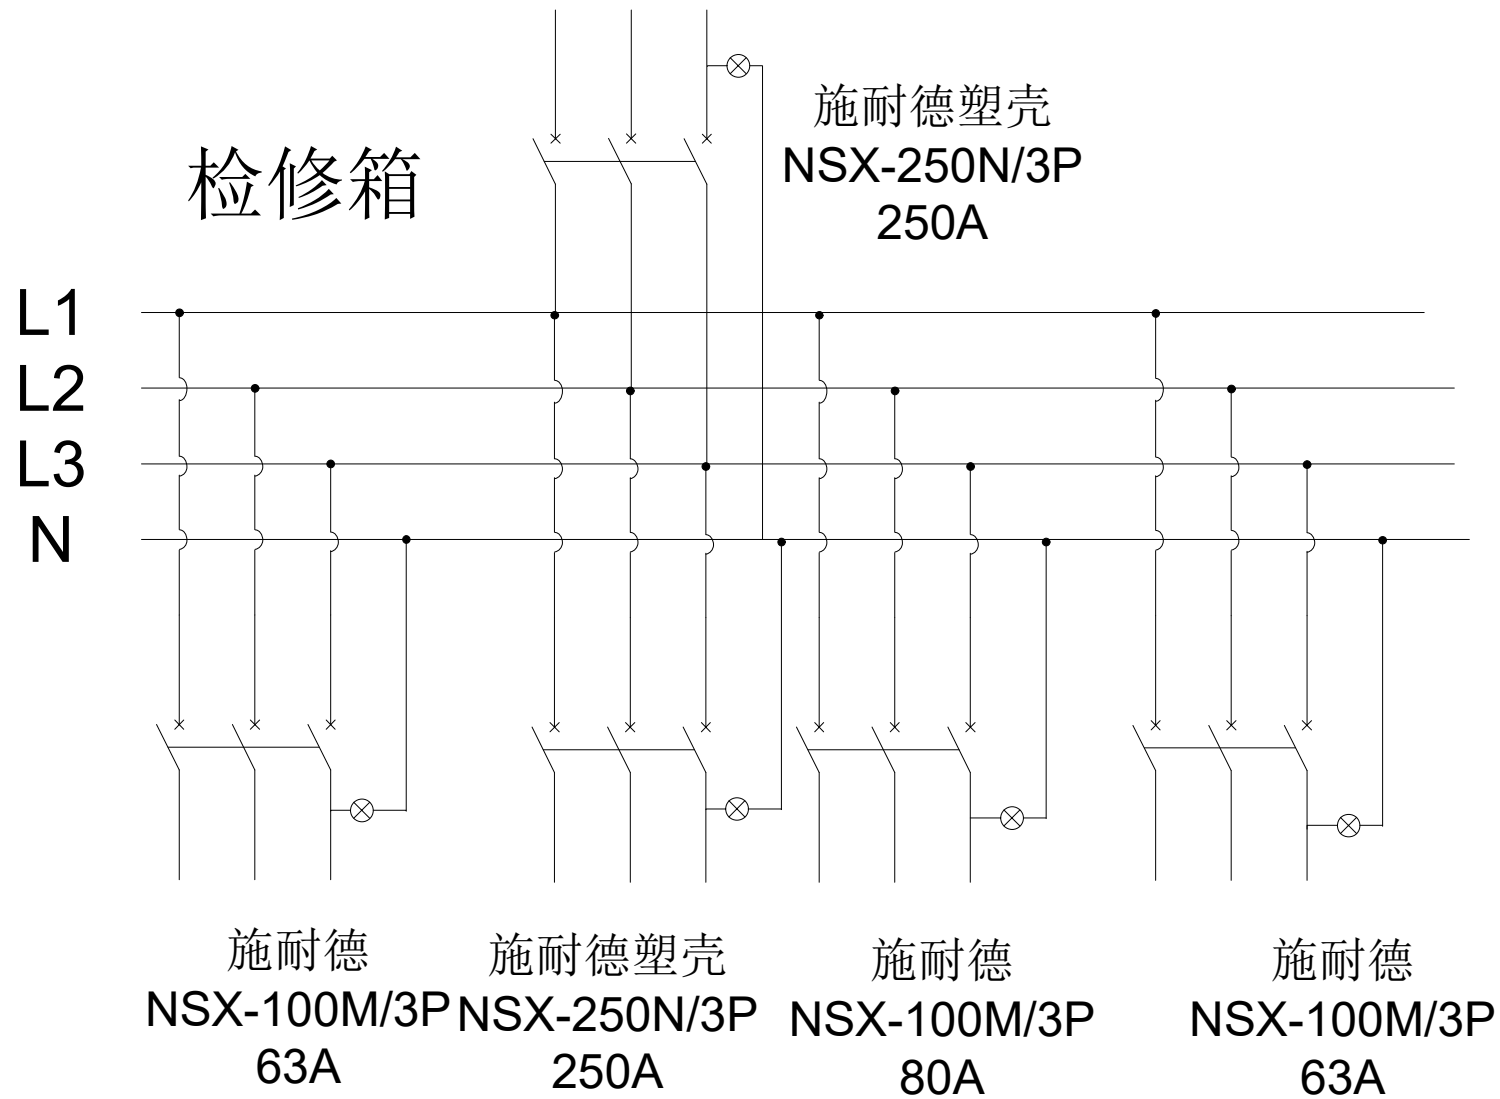 施耐德塑壳
NSX-250N/3P
250A
检修箱
L1
L2
L3
N
施耐德
NSX-100M/3P
63A
施耐德塑壳
NSX-250N/3P
250A
施耐德
NSX-100M/3P
80A
施耐德
NSX-100M/3P
63A